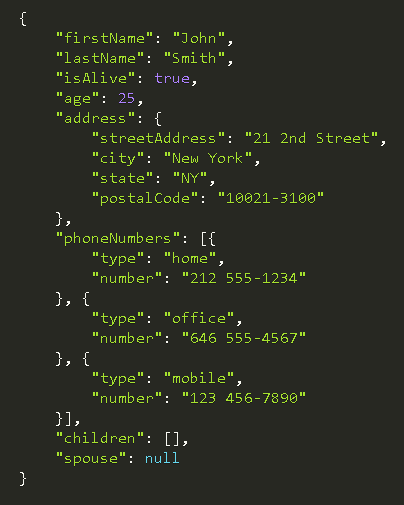 {
    "firstName": "John",
    "lastName": "Smith",
    "isAlive": true,
    "age": 25,
    "address": {
        "streetAddress": "21 2nd Street",
        "city": "New York",
        "state": "NY",
        "postalCode": "10021-3100"
    },
    "phoneNumbers": [{
        "type": "home",
        "number": "212 555-1234"
    }, {
        "type": "office",
        "number": "646 555-4567"
    }, {
        "type": "mobile",
        "number": "123 456-7890"
    }],
    "children": [],
    "spouse": null
}